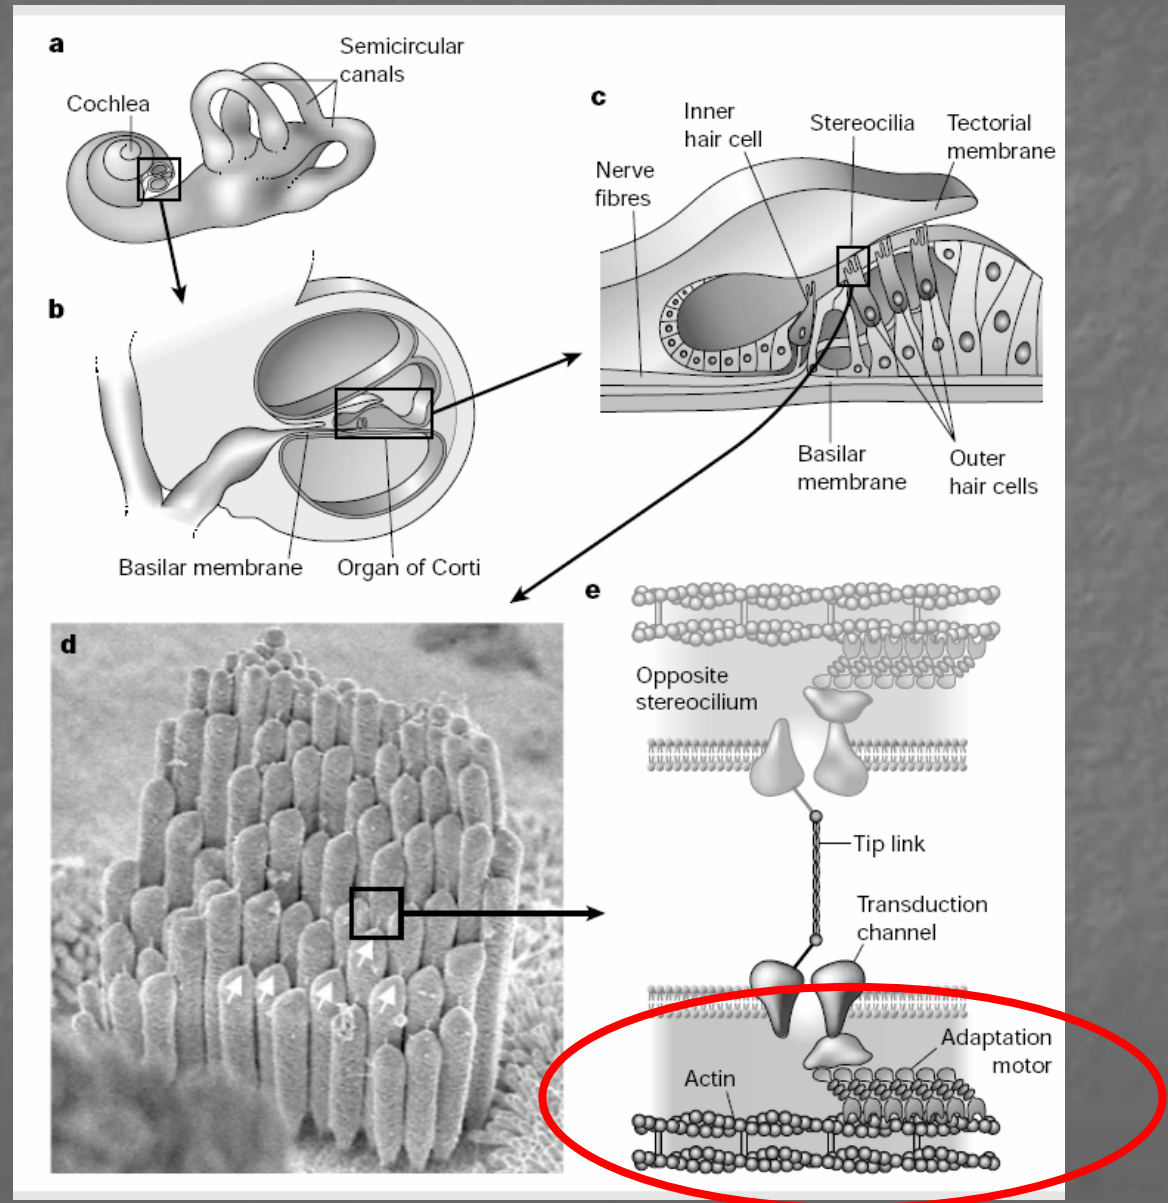 a
Semicircular
canals
Cochlea
b
Basilar membrane
Organ of Corti
c
Inner
hair cell
Stereocilia
Tectorial
membrane
Nerve
fibres
Basilar
membrane
Outer
hair cells
d
e
Opposite
stereocilium
Tip link
Transduction
channel
Adaptation
motor
Actin